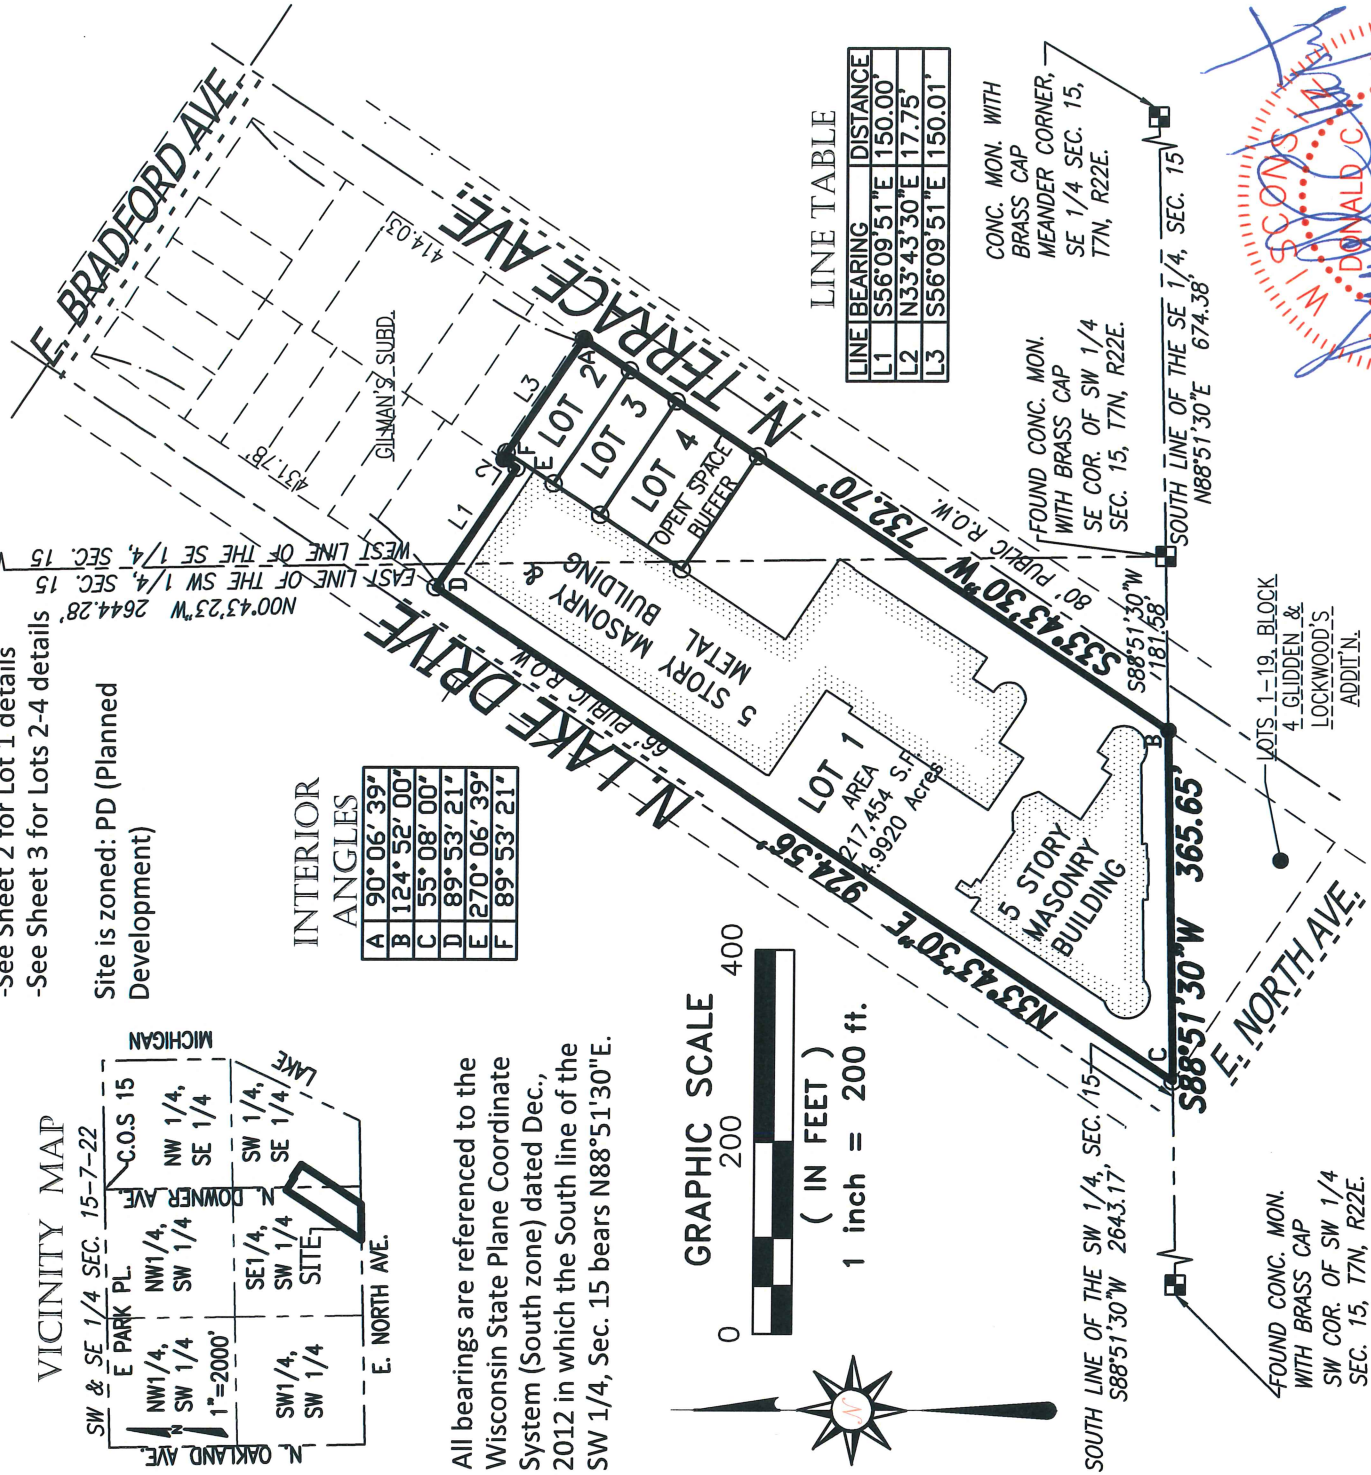 -See Sheet 2 for Lot 1 details
-See Sheet 3 for Lots 2-4 details
Site is zoned: PD (Planned
Development)
VICINITY MAP
SW & SE 1/4 SEC. 15-7-22
E PARK PL.
C.O.S 15
NW1/4,
SW 1/4
1"=2000'
N
NW1/4,
SW 1/4
NW 1/4,
SE 1/4
SW1/4,
SW 1/4
SE1/4,
SW 1/4
SITE
SW 1/4,
SE 1/4
N. OAKLAND AVE.
N. DOWNER AVE.
LAKE
MICHIGAN
E. NORTH AVE.
All bearings are referenced to the
Wisconsin State Plane Coordinate
System (South zone) dated Dec.,
2012 in which the South line of the
SW 1/4, Sec. 15 bears N88°51'30"E.
INTERIOR
ANGLES
A 90°06'39"
B 124°52'00"
C 55°08'00"
D 89°53'21"
E 270°06'39"
F 89°53'21"
GRAPHIC SCALE
0 200 400
( IN FEET )
1 inch = 200 ft.
N
E. BRADFORD AVE.
N. TERRACE AVE.
80' PUBLIC R.O.W.
N. LAKE DRIVE
66' PUBLIC R.O.W.
E. NORTH AVE.
GILMAN'S SUBD.
431.78'
414.03'
N00°43'23"W 2644.28'
EAST LINE OF THE SW 1/4, SEC. 15
WEST LINE OF THE SE 1/4, SEC. 15
L1
L2
L3
A
B
C
D
E
F
LOT 2
LOT 3
LOT 4
OPEN SPACE
BUFFER
5 STORY MASONRY &
METAL BUILDING
LOT 1
AREA
217,454 S.F.
4.9920 Acres
5 STORY
MASONRY
BUILDING
N33°43'30"E 924.56'
S33°43'30"W 732.70'
S88°51'30"W 365.65'
S88°51'30"W
181.58'
LINE TABLE
LINE BEARING DISTANCE
L1 S56°09'51"E 150.00'
L2 N33°43'30"E 17.75'
L3 S56°09'51"E 150.01'
CONC. MON. WITH
BRASS CAP
MEANDER CORNER,
SE 1/4 SEC. 15,
T7N, R22E.
FOUND CONC. MON.
WITH BRASS CAP
SE COR. OF SW 1/4
SEC. 15, T7N, R22E.
SOUTH LINE OF THE SE 1/4, SEC. 15
N88°51'30"E 674.38'
LOTS 1-19, BLOCK
4 GLIDDEN &
LOCKWOOD'S
ADDIT'N.
SOUTH LINE OF THE SW 1/4, SEC. 15
S88°51'30"W 2643.17'
FOUND CONC. MON.
WITH BRASS CAP
SW COR. OF SW 1/4
SEC. 15, T7N, R22E.
WISCONSIN
DONALD C.